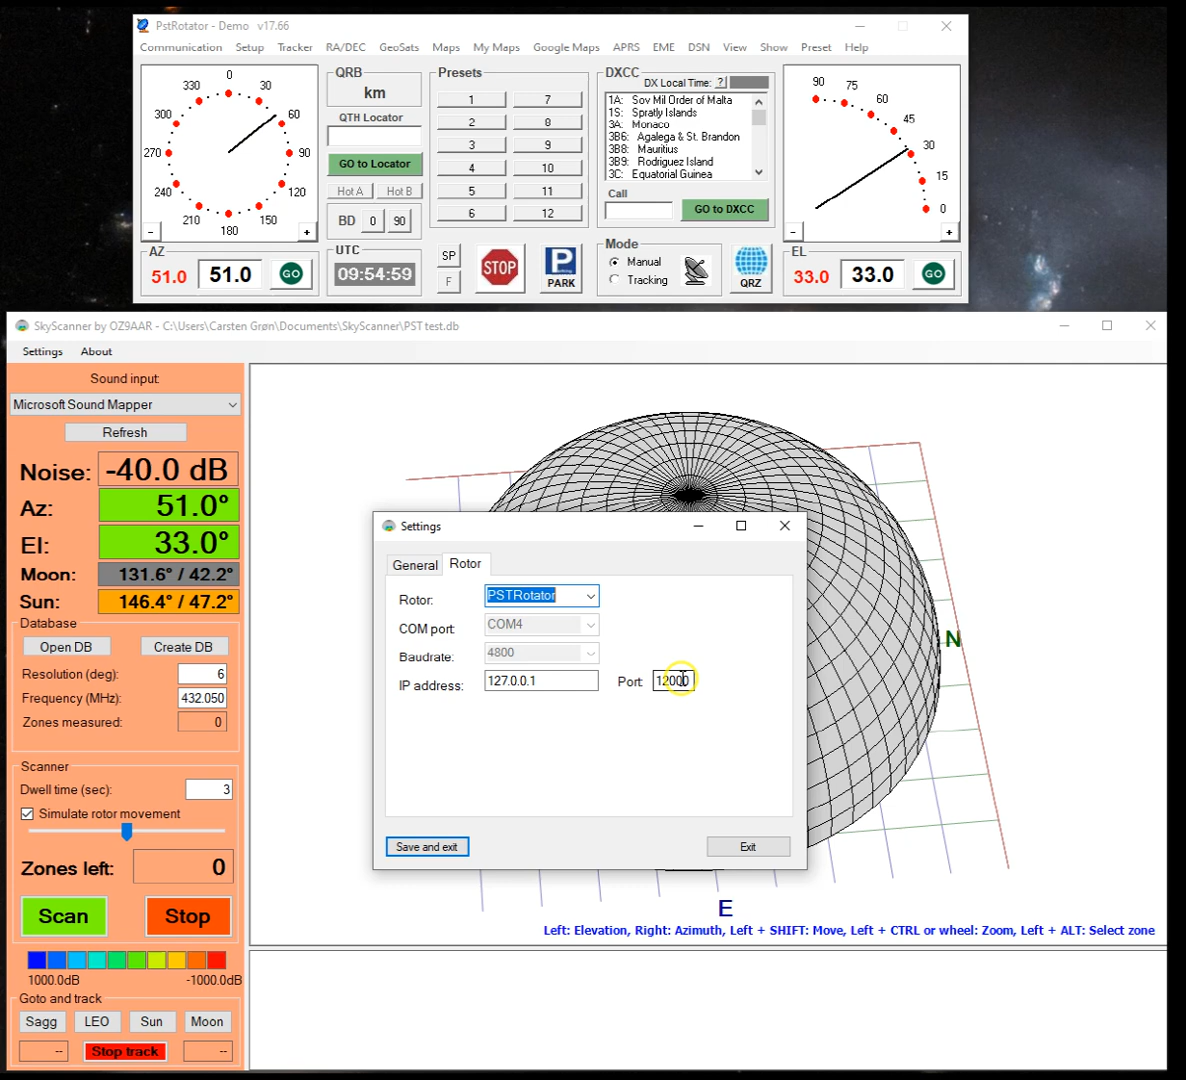 PstRotator - Demo v17.66
Communication Setup Tracker RA/DEC GeoSats Maps My Maps Google Maps APRS EME DSN View Show Preset Help
0
30
60
90
120
150
180
210
240
270
300
330
- +
AZ
51.0 51.0 GO
QRB
km
QTH Locator
GO to Locator
Hot A Hot B
BD 0 90
UTC
09:54:59
Presets
1 7
2 8
3 9
4 10
5 11
6 12
SP
F
STOP
P
PARK
DXCC
DX Local Time: ?
1A: Sov Mil Order of Malta
1S: Spratly Islands
3A: Monaco
3B6: Agalega & St. Brandon
3B8: Mauritius
3B9: Rodriguez Island
3C: Equatorial Guinea
Call
GO to DXCC
Mode
Manual
Tracking
QRZ
90
75
60
45
30
15
0
- +
EL
33.0 33.0 GO
SkyScanner by OZ9AAR - C:\Users\Carsten Grøn\Documents\SkyScanner\PST test.db
Settings About
Sound input:
Microsoft Sound Mapper
Refresh
Noise: -40.0 dB
Az: 51.0°
El: 33.0°
Moon: 131.6° / 42.2°
Sun: 146.4° / 47.2°
Database
Open DB Create DB
Resolution (deg): 6
Frequency (MHz): 432.050
Zones measured: 0
Scanner
Dwell time (sec): 3
Simulate rotor movement
Zones left: 0
Scan Stop
1000.0dB -1000.0dB
Goto and track
Sagg LEO Sun Moon
-- Stop track --
Settings
General Rotor
Rotor: PSTRotator
COM port: COM4
Baudrate: 4800
IP address: 127.0.0.1 Port 12000
Save and exit Exit
N
E
Left: Elevation, Right: Azimuth, Left + SHIFT: Move, Left + CTRL or wheel: Zoom, Left + ALT: Select zone